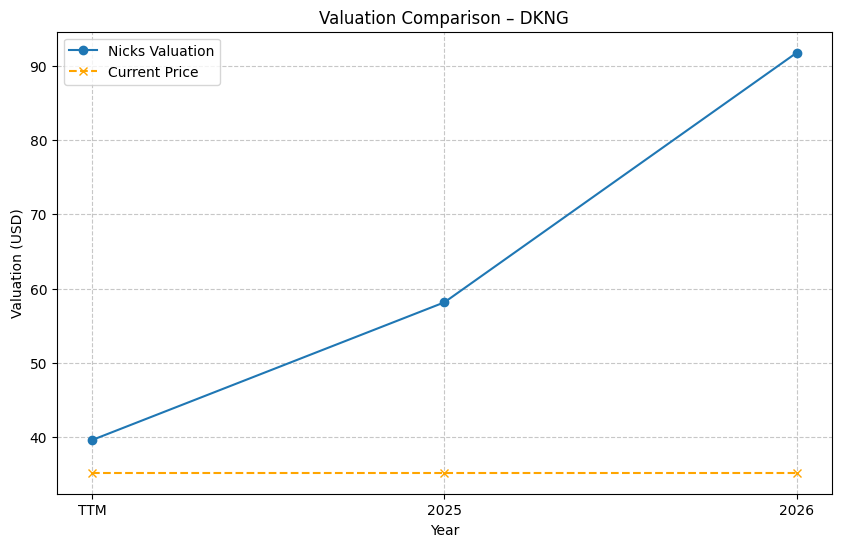 Valuation Comparison – DKNG
Nicks Valuation
Current Price
Valuation (USD)
90
80
70
60
50
40
TTM
2025
2026
Year